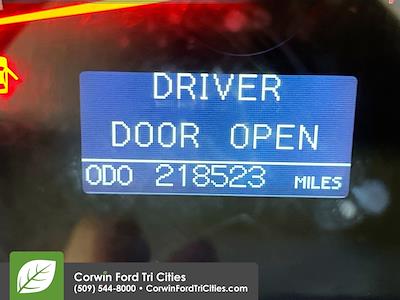 DRIVER
DOOR OPEN
ODO 218523 MILES
Corwin Ford Tri Cities
(509) 544-8000 • CorwinFordTriCities.com